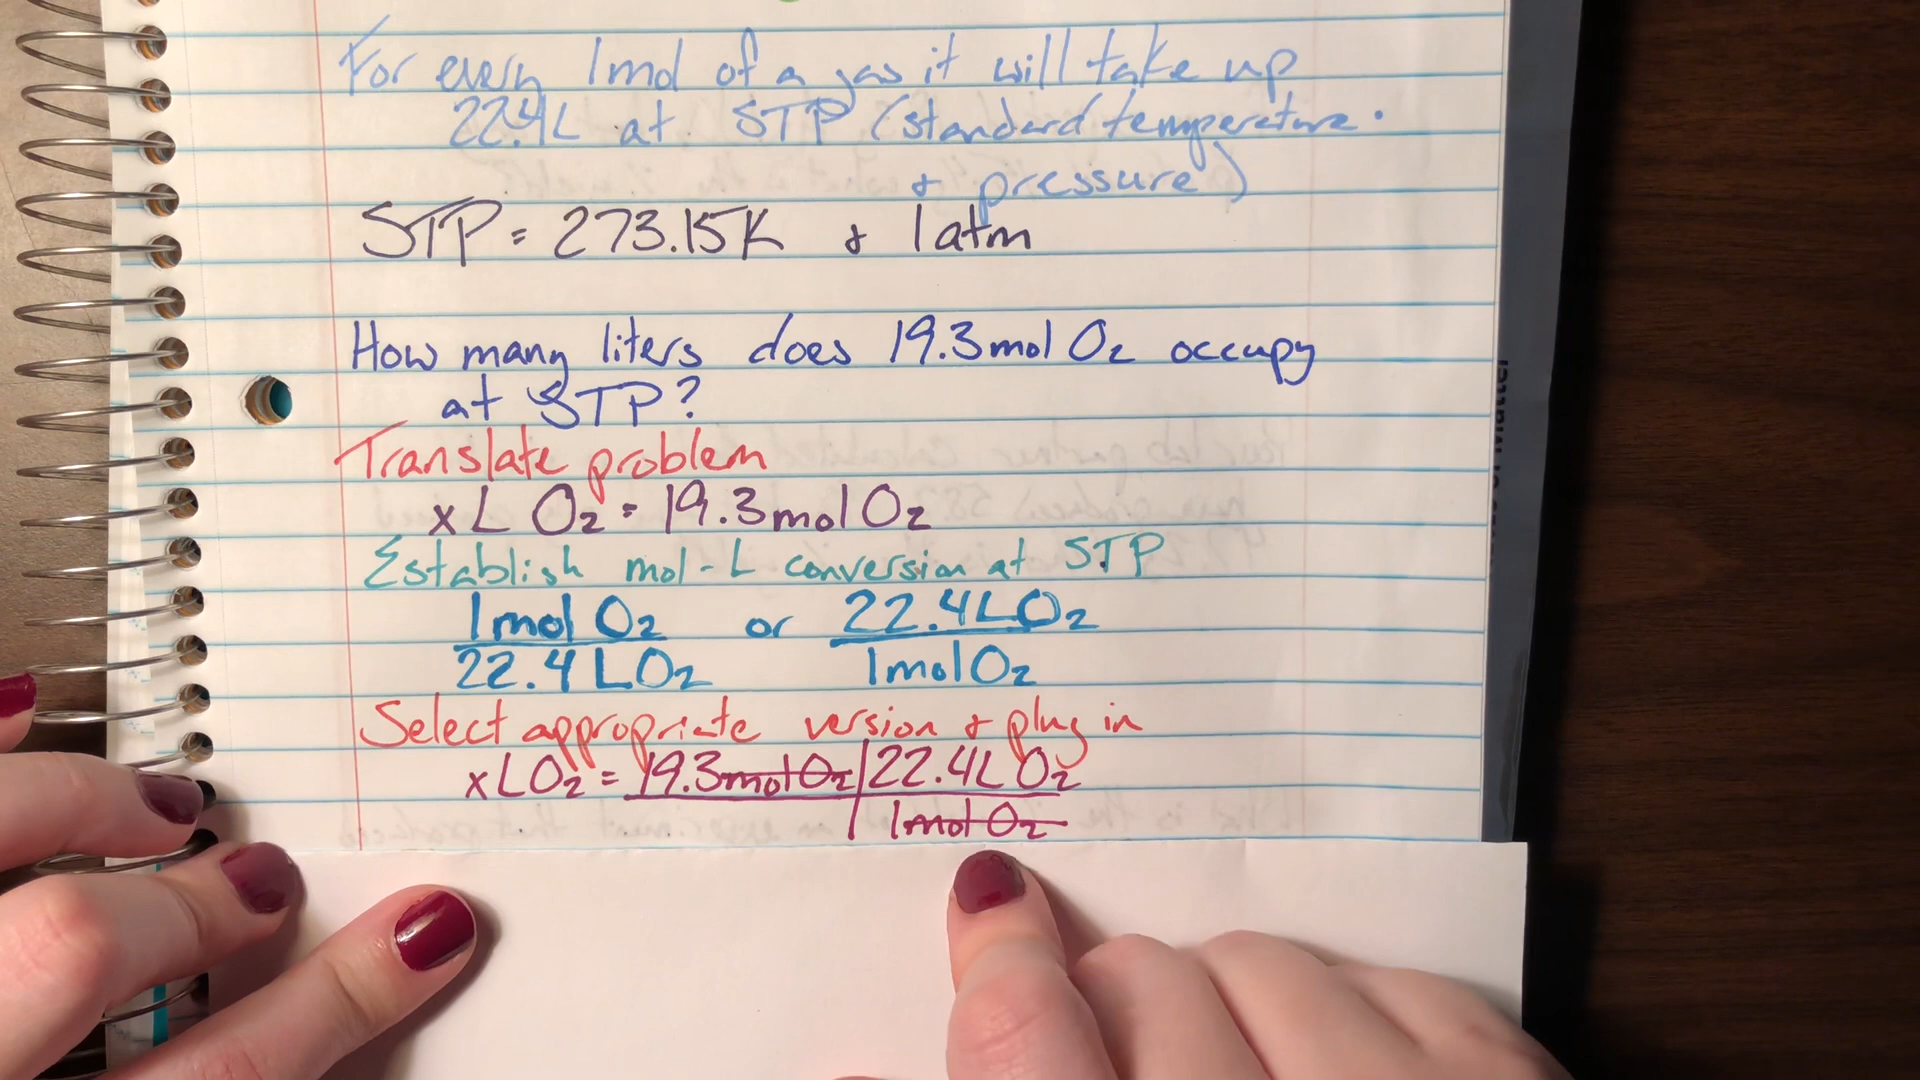 For every 1mol of a gas it will take up
22.4L at STP (standard temperature
& pressure)
STP = 273.15K & 1atm
How many liters does 19.3mol O₂ occupy
at STP?
Translate problem
x L O₂ = 19.3mol O₂
Establish mol-L conversion at STP
1mol O₂ or 22.4L O₂
22.4 L O₂ 1mol O₂
Select appropriate version & plug in
x L O₂ = 19.3mol O₂ | 22.4L O₂
1mol O₂